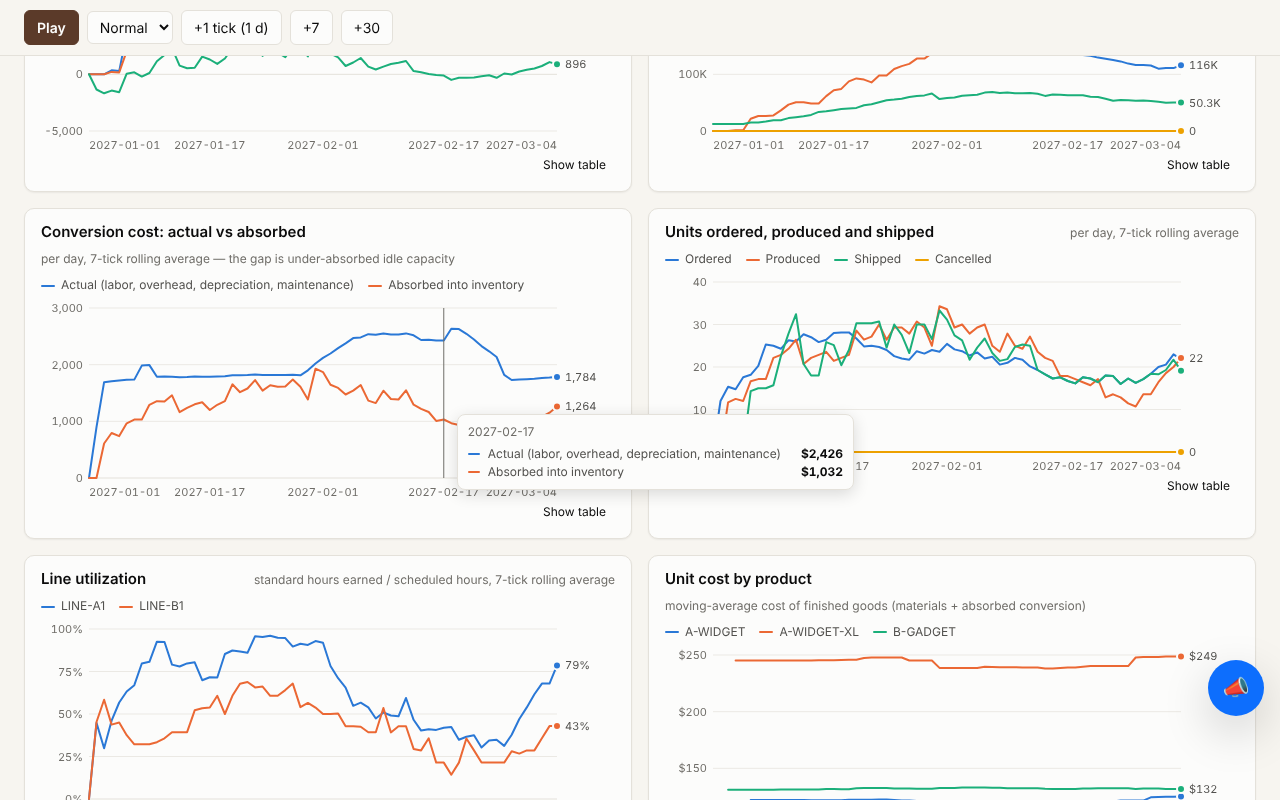 Play Normal +1 tick (1 d) +7 +30
0
896
-5,000
2027-01-01 2027-01-17 2027-02-01 2027-02-17 2027-03-04
Show table
100K
116K
50.3K
0 0
2027-01-01 2027-01-17 2027-02-01 2027-02-17 2027-03-04
Show table
Conversion cost: actual vs absorbed
per day, 7-tick rolling average — the gap is under-absorbed idle capacity
Actual (labor, overhead, depreciation, maintenance) Absorbed into inventory
3,000
2,000
1,784
1,264
1,000
0
2027-01-01 2027-01-17 2027-02-01 2027-02-17 2027-03-04
Show table
2027-02-17
Actual (labor, overhead, depreciation, maintenance) $2,426
Absorbed into inventory $1,032
Units ordered, produced and shipped per day, 7-tick rolling average
Ordered Produced Shipped Cancelled
40
30
22
20
10
0
17 2027-02-01 2027-02-17 2027-03-04
Show table
Line utilization standard hours earned / scheduled hours, 7-tick rolling average
LINE-A1 LINE-B1
100%
75%
79%
50%
43%
25%
0%
Unit cost by product
moving-average cost of finished goods (materials + absorbed conversion)
A-WIDGET A-WIDGET-XL B-GADGET
$250 $249
$200
$150
$132